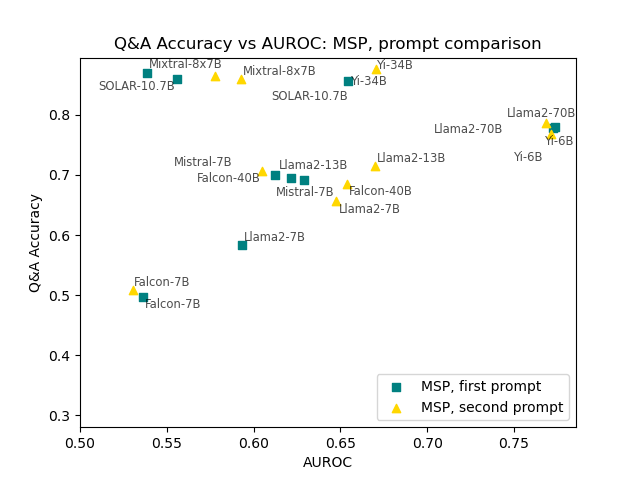 Q&A Accuracy vs AUROC: MSP, prompt comparison
Mixtral-8x7B
Yi-34B
Mixtral-8x7B
Yi-34B
SOLAR-10.7B
SOLAR-10.7B
Llama2-70B
Llama2-70B
Yi-6B
Yi-6B
Mistral-7B
Llama2-13B
Llama2-13B
Falcon-40B
Mistral-7B
Falcon-40B
Llama2-7B
Llama2-7B
Falcon-7B
Falcon-7B
0.8
0.7
0.6
0.5
0.4
0.3
Q&A Accuracy
MSP, first prompt
MSP, second prompt
0.50 0.55 0.60 0.65 0.70 0.75
AUROC